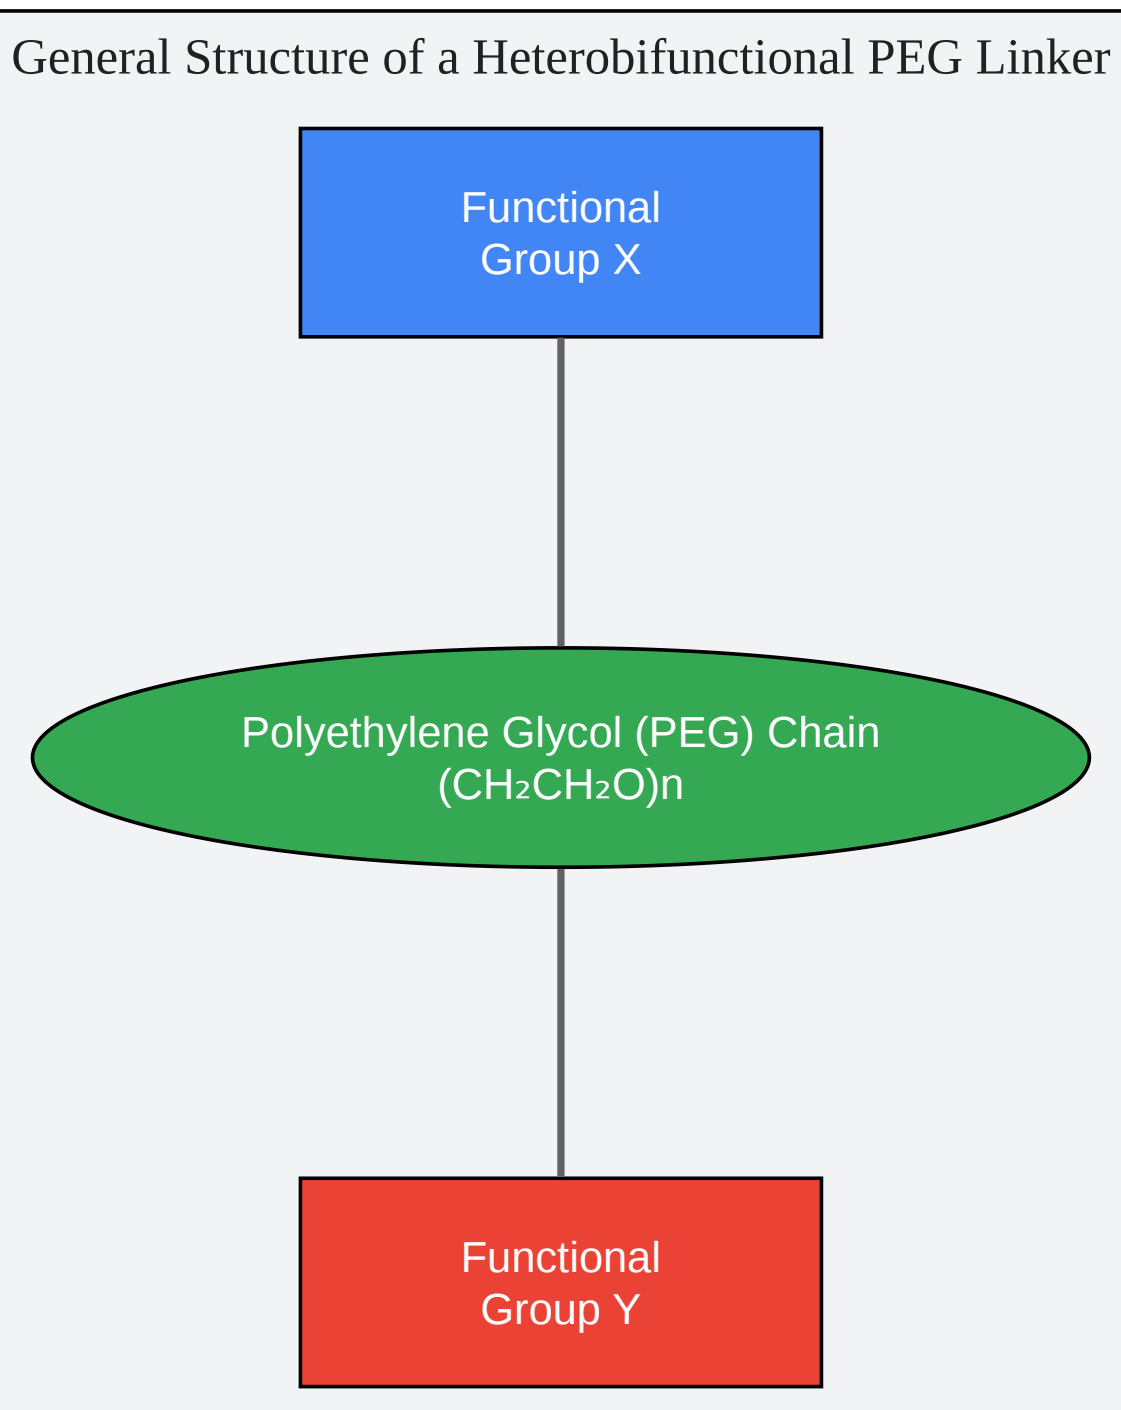 General Structure of a Heterobifunctional PEG Linker
Functional
Group X
Polyethylene Glycol (PEG) Chain
(CH₂CH₂O)n
Functional
Group Y